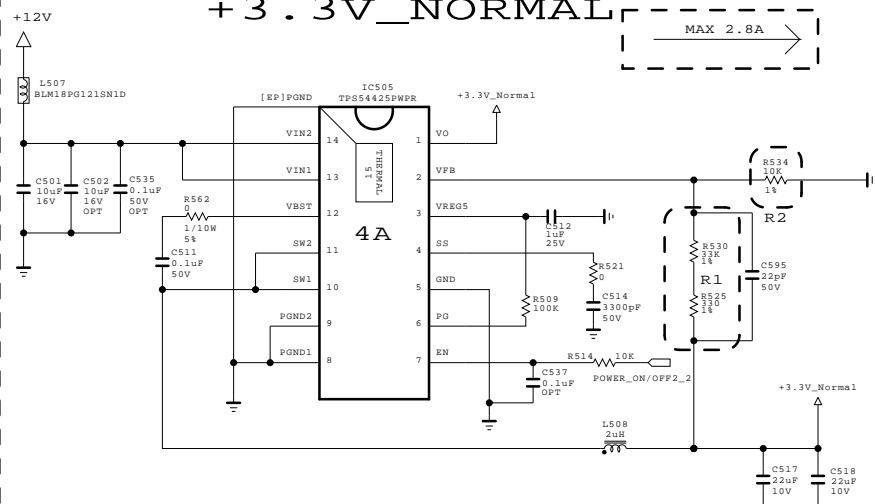 +3.3V_NORMAL
MAX 2.8A
+12V
L507
BLM18PG121SN1D
C501
10uF
16V
C502
10uF
16V
OPT
C535
0.1uF
50V
OPT
R562
0
1/10W
5%
C511
0.1uF
50V
IC505
TPS54425PWPR
[EP]PGND
VIN2
14
VIN1
13
VBST
12
SW2
11
SW1
10
PGND2
9
PGND1
8
THERMAL
15
4A
1
VO
2
VFB
3
VREG5
4
SS
5
GND
6
PG
7
EN
+3.3V_Normal
C512
1uF
25V
R521
0
C514
3300pF
50V
R509
100K
R514
10K
POWER_ON/OFF2_2
C537
0.1uF
OPT
R534
10K
1%
R2
R530
33K
1%
R1
R525
330
1%
C595
22pF
50V
L508
2uH
+3.3V_Normal
C517
22uF
10V
C518
22uF
10V